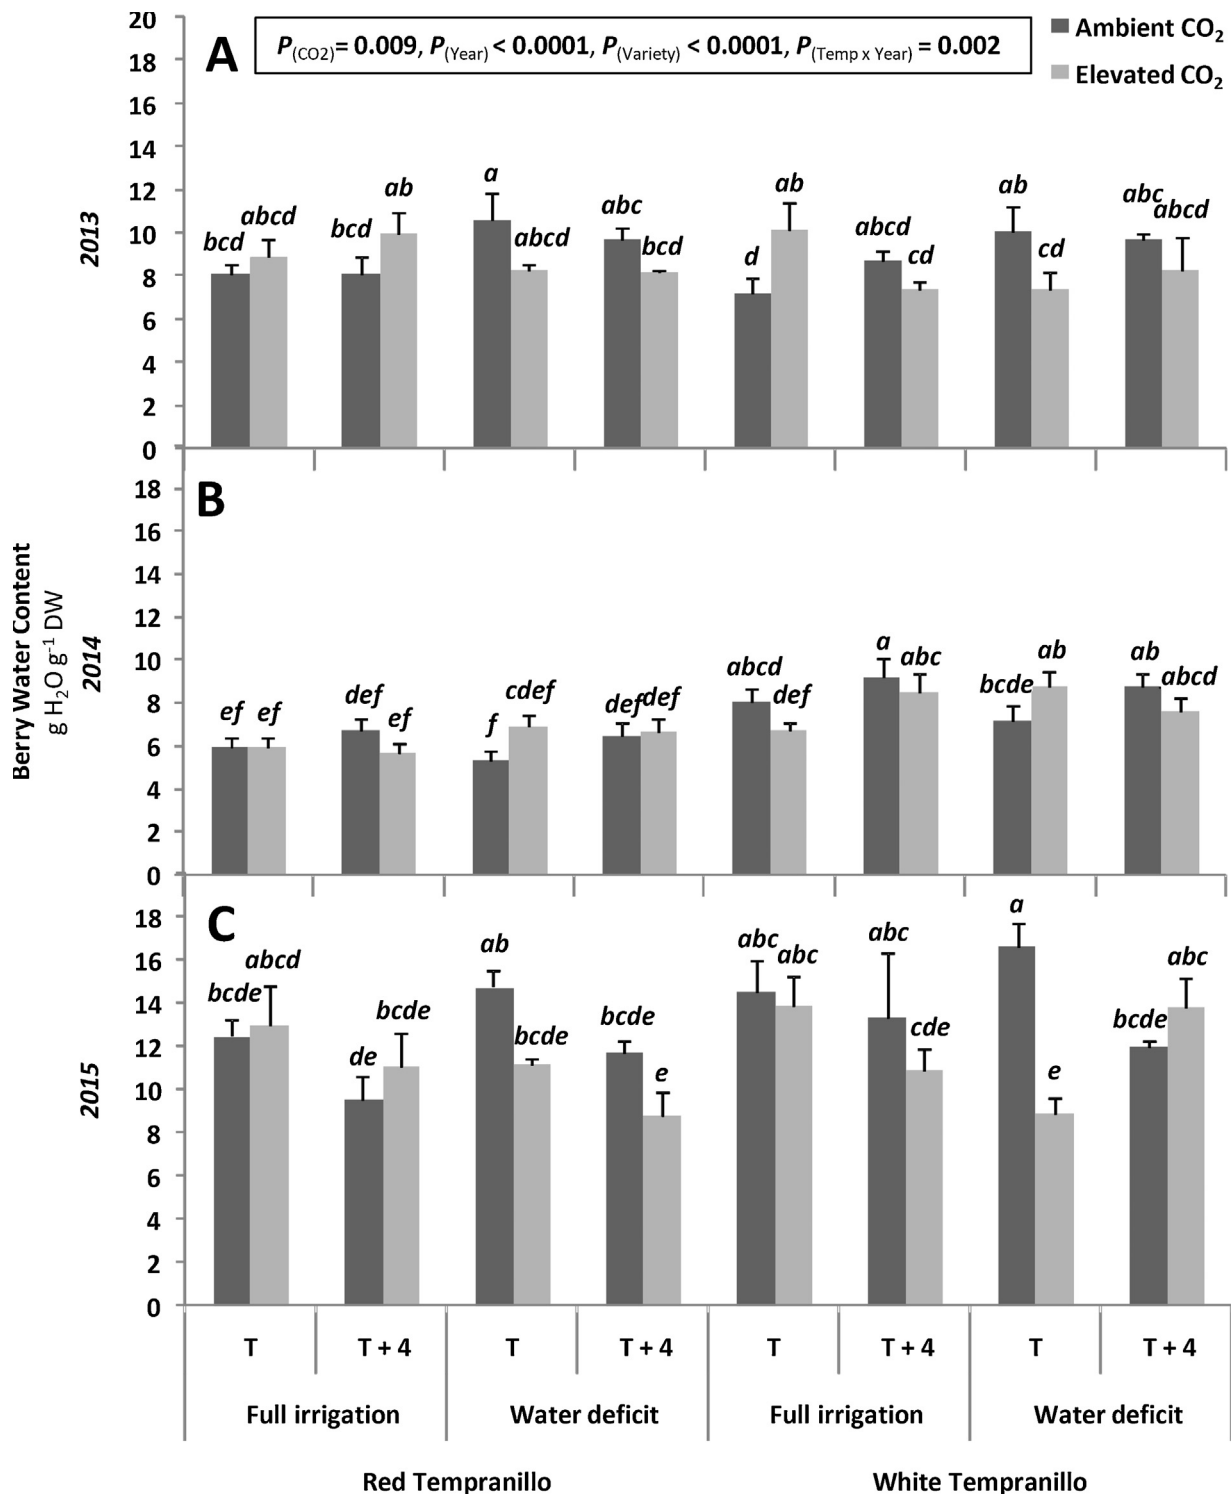 20
A
P(CO2)= 0.009, P(Year) < 0.0001, P(Variety) < 0.0001, P(Temp x Year) = 0.002
Ambient CO2
Elevated CO2
18
16
14
12
10
8
6
4
2
0
2013
bcd
abcd
bcd
ab
a
abcd
abc
bcd
d
ab
abcd
cd
ab
cd
abc
abcd
B
18
16
14
12
10
8
6
4
2
0
Berry Water Content
g H2O g-1 DW
2014
ef
ef
def
ef
f
cdef
def
def
abcd
def
a
abc
bcde
ab
ab
abcd
C
18
16
14
12
10
8
6
4
2
0
2015
bcde
abcd
de
bcde
ab
bcde
bcde
e
abc
abc
abc
cde
a
e
bcde
abc
T T + 4 T T + 4 T T + 4 T T + 4
Full irrigation Water deficit Full irrigation Water deficit
Red Tempranillo White Tempranillo